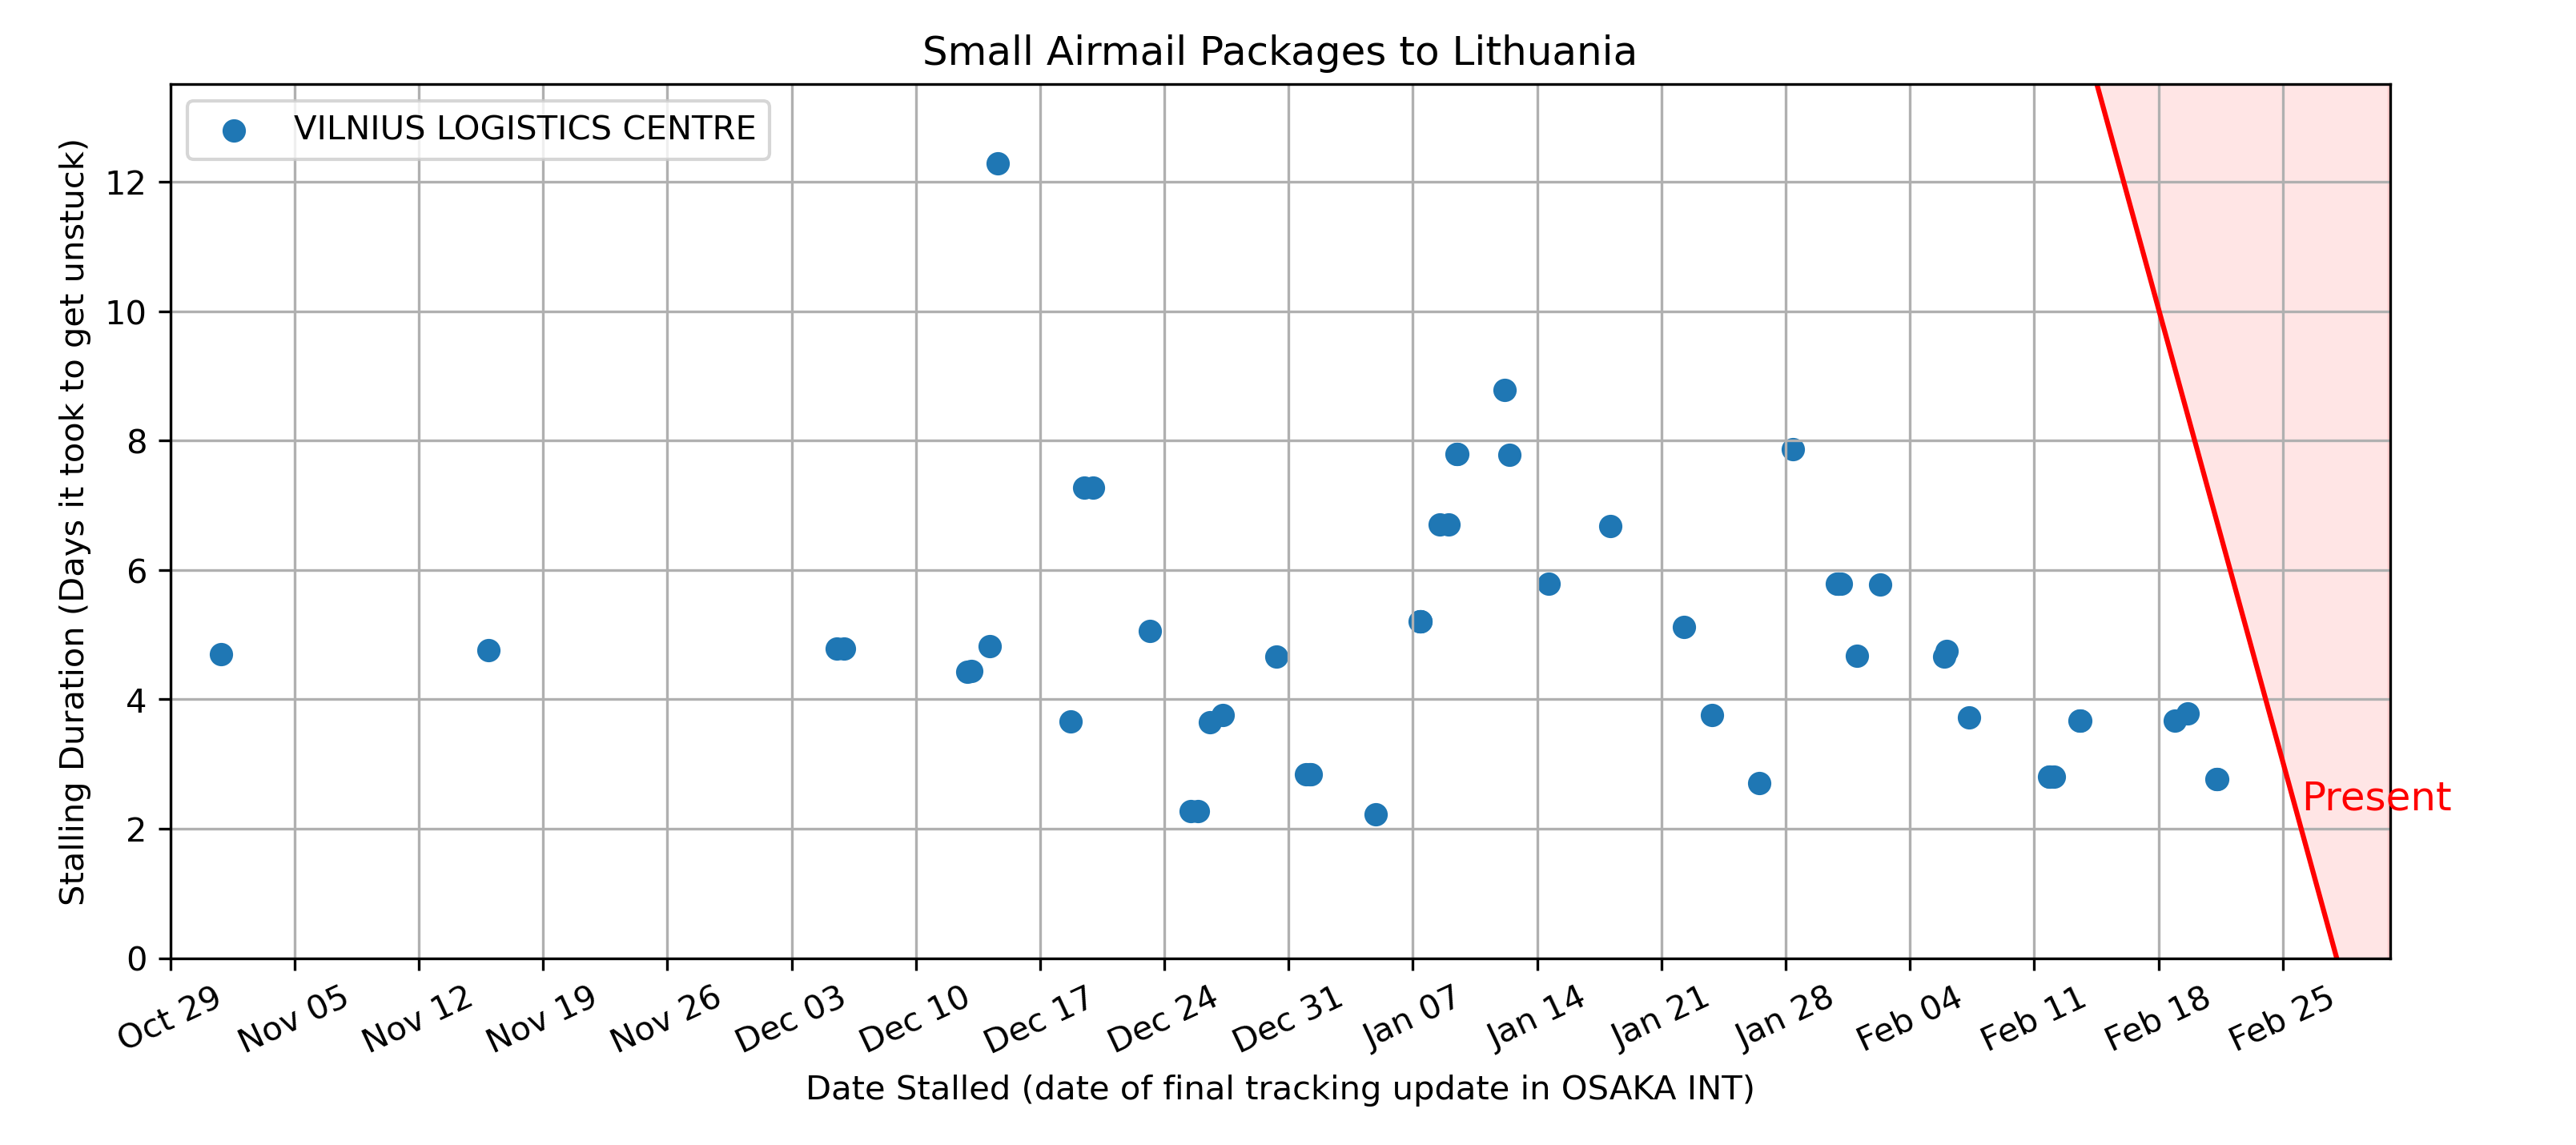 Small Airmail Packages to Lithuania
VILNIUS LOGISTICS CENTRE
Stalling Duration (Days it took to get unstuck)
12
10
8
6
4
2
0
Present
Oct 29
Nov 05
Nov 12
Nov 19
Nov 26
Dec 03
Dec 10
Dec 17
Dec 24
Dec 31
Jan 07
Jan 14
Jan 21
Jan 28
Feb 04
Feb 11
Feb 18
Feb 25
Date Stalled (date of final tracking update in OSAKA INT)